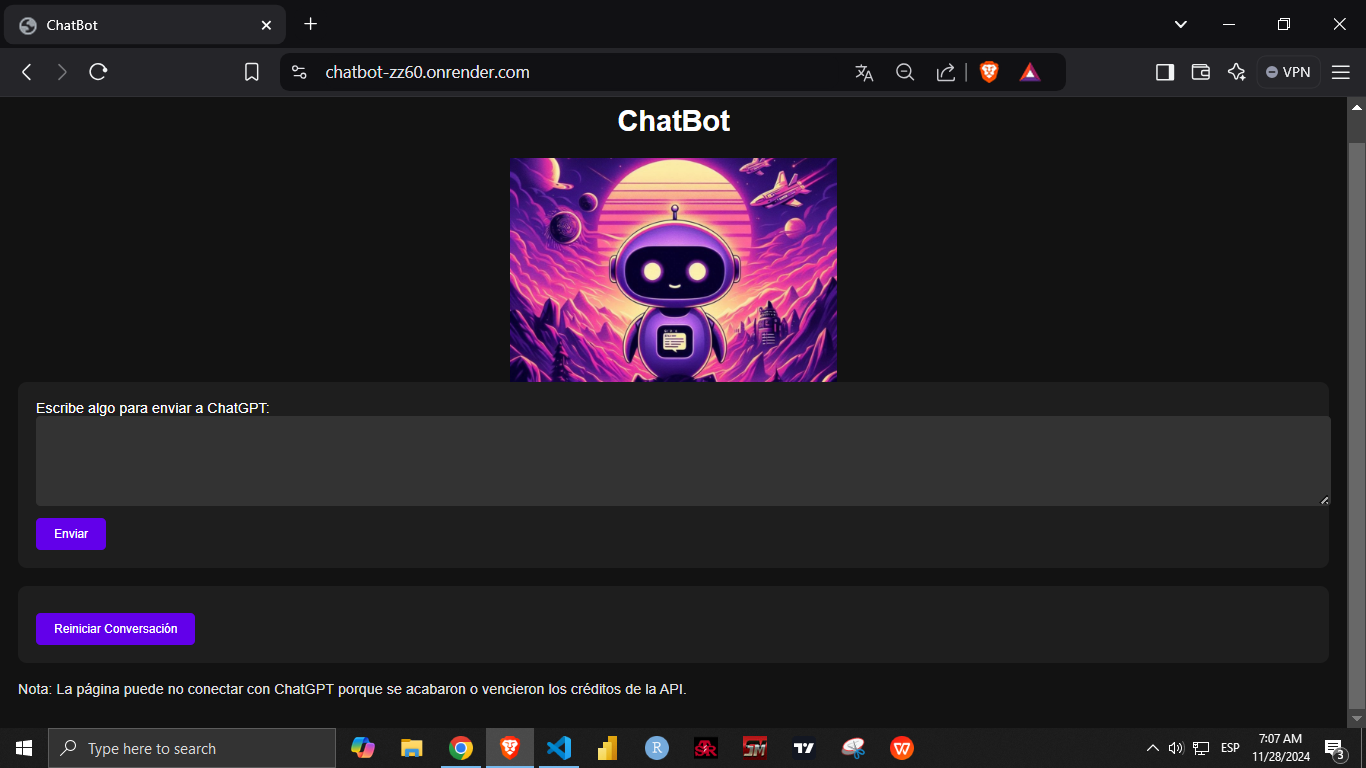 ChatBot
chatbot-zz60.onrender.com
VPN
ChatBot
Escribe algo para enviar a ChatGPT:
Enviar
Reiniciar Conversación
Nota: La página puede no conectar con ChatGPT porque se acabaron o vencieron los créditos de la API.
Type here to search
R
SR
SM
ESP
7:07 AM
11/28/2024
3